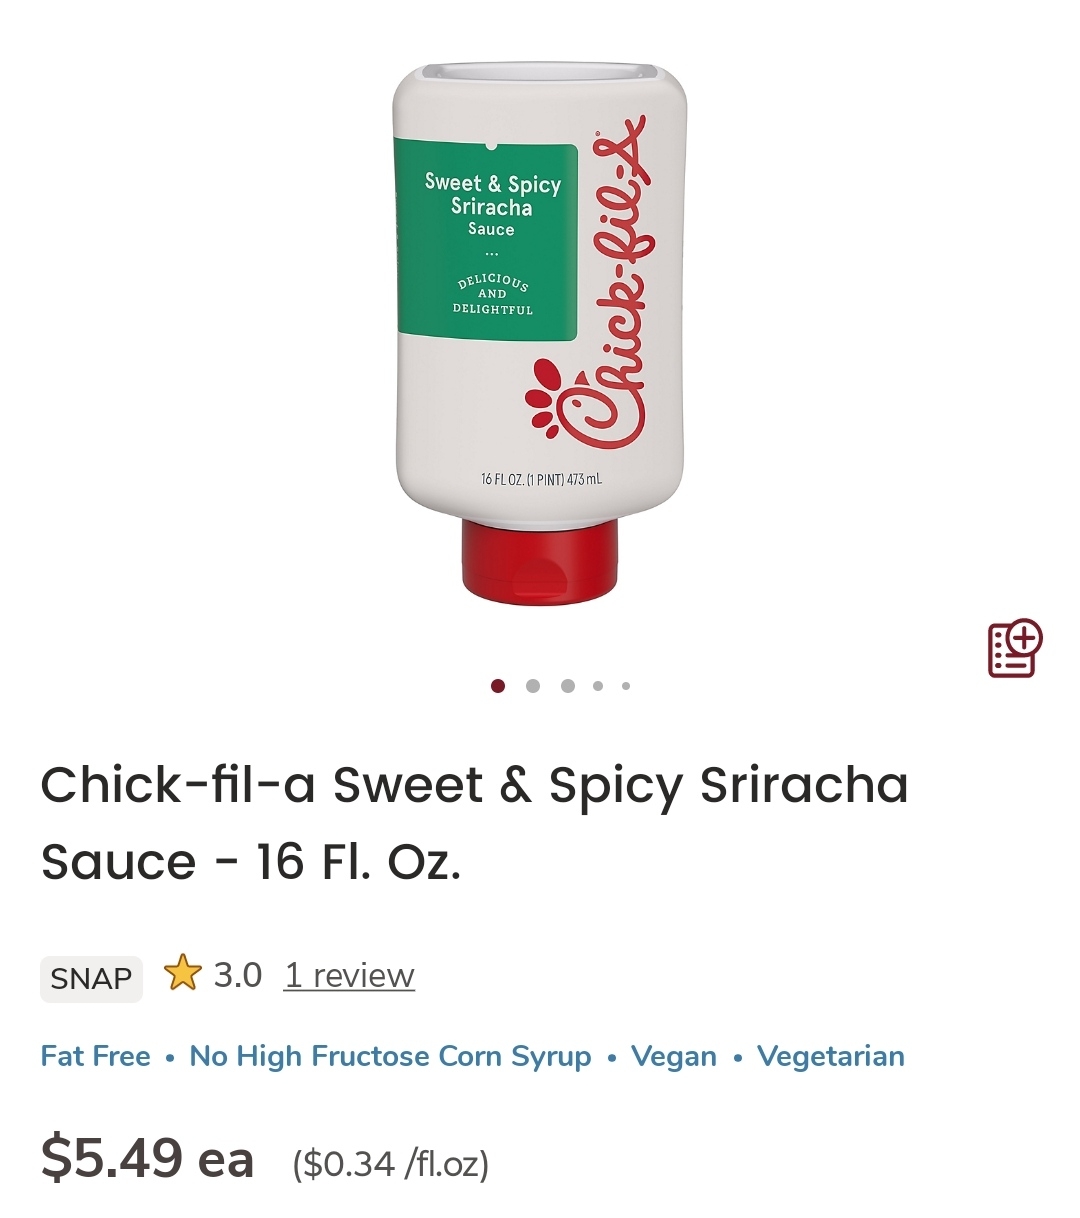 Sweet & Spicy
Sriracha
Sauce
...
DELICIOUS
AND
DELIGHTFUL
Chick-fil-A
16 FL OZ. (1 PINT) 473 mL
Chick-fil-a Sweet & Spicy Sriracha
Sauce - 16 Fl. Oz.
SNAP 3.0 1 review
Fat Free • No High Fructose Corn Syrup • Vegan • Vegetarian
$5.49 ea ($0.34 /fl.oz)